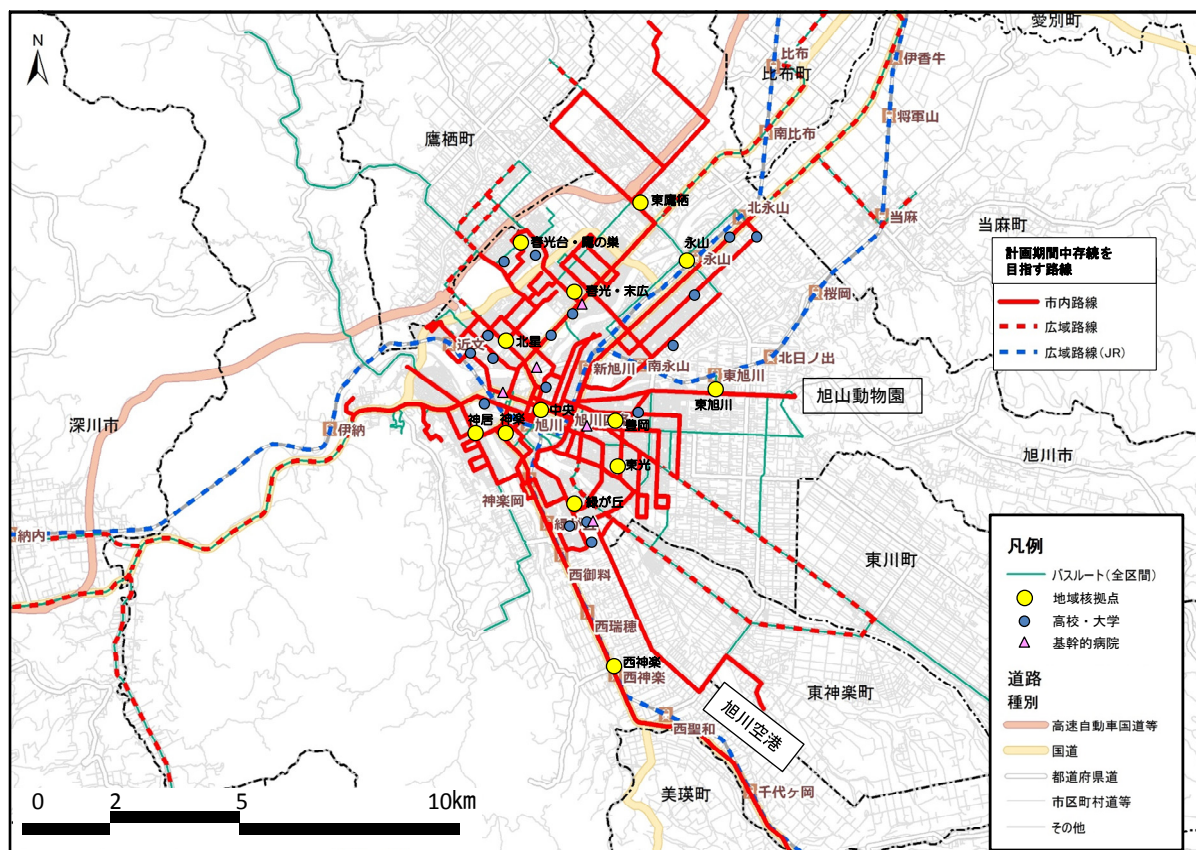 愛別町
N
比布
伊香牛
比布町
将軍山
鷹栖町
南比布
東鷹栖
北永山
当麻
当麻町
春光台・鷹の巣
永山
永山
計画期間中存続を
目指す路線
市内路線
広域路線
広域路線(JR)
春光・末広
桜岡
北星
近文
新旭川
南永山
北日ノ出
東旭川
東旭川
旭山動物園
中央
旭川
旭川四条
豊岡
神居
神楽
深川市
伊納
旭川市
東光
神楽岡
緑が丘
緑が丘
納内
西御料
東川町
西瑞穂
西神楽
西神楽
東神楽町
旭川空港
西聖和
美瑛町
千代ヶ岡
凡例
バスルート(全区間)
地域核拠点
高校・大学
基幹的病院
道路
種別
高速自動車国道等
国道
都道府県道
市区町村道等
その他
0 2 5 10km